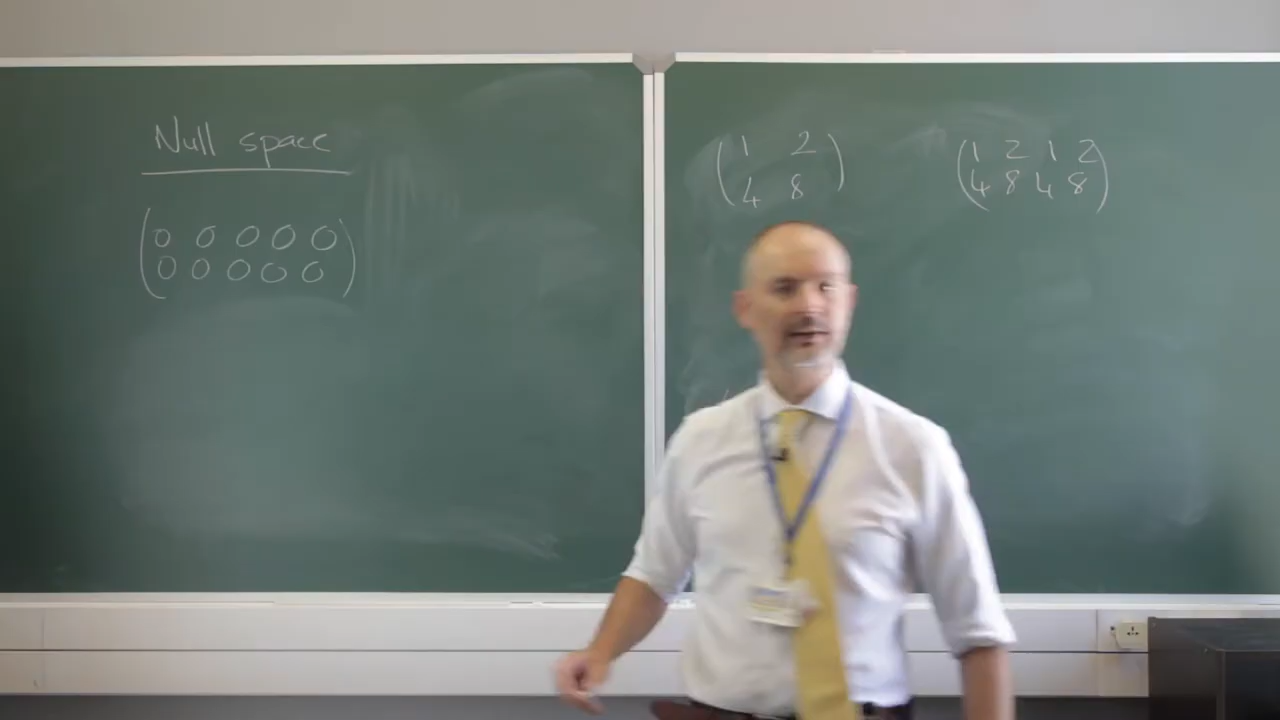 Null space
0 0 0 0 0
0 0 0 0 0
1 2
4 8
1 2 1 2
4 8 4 8